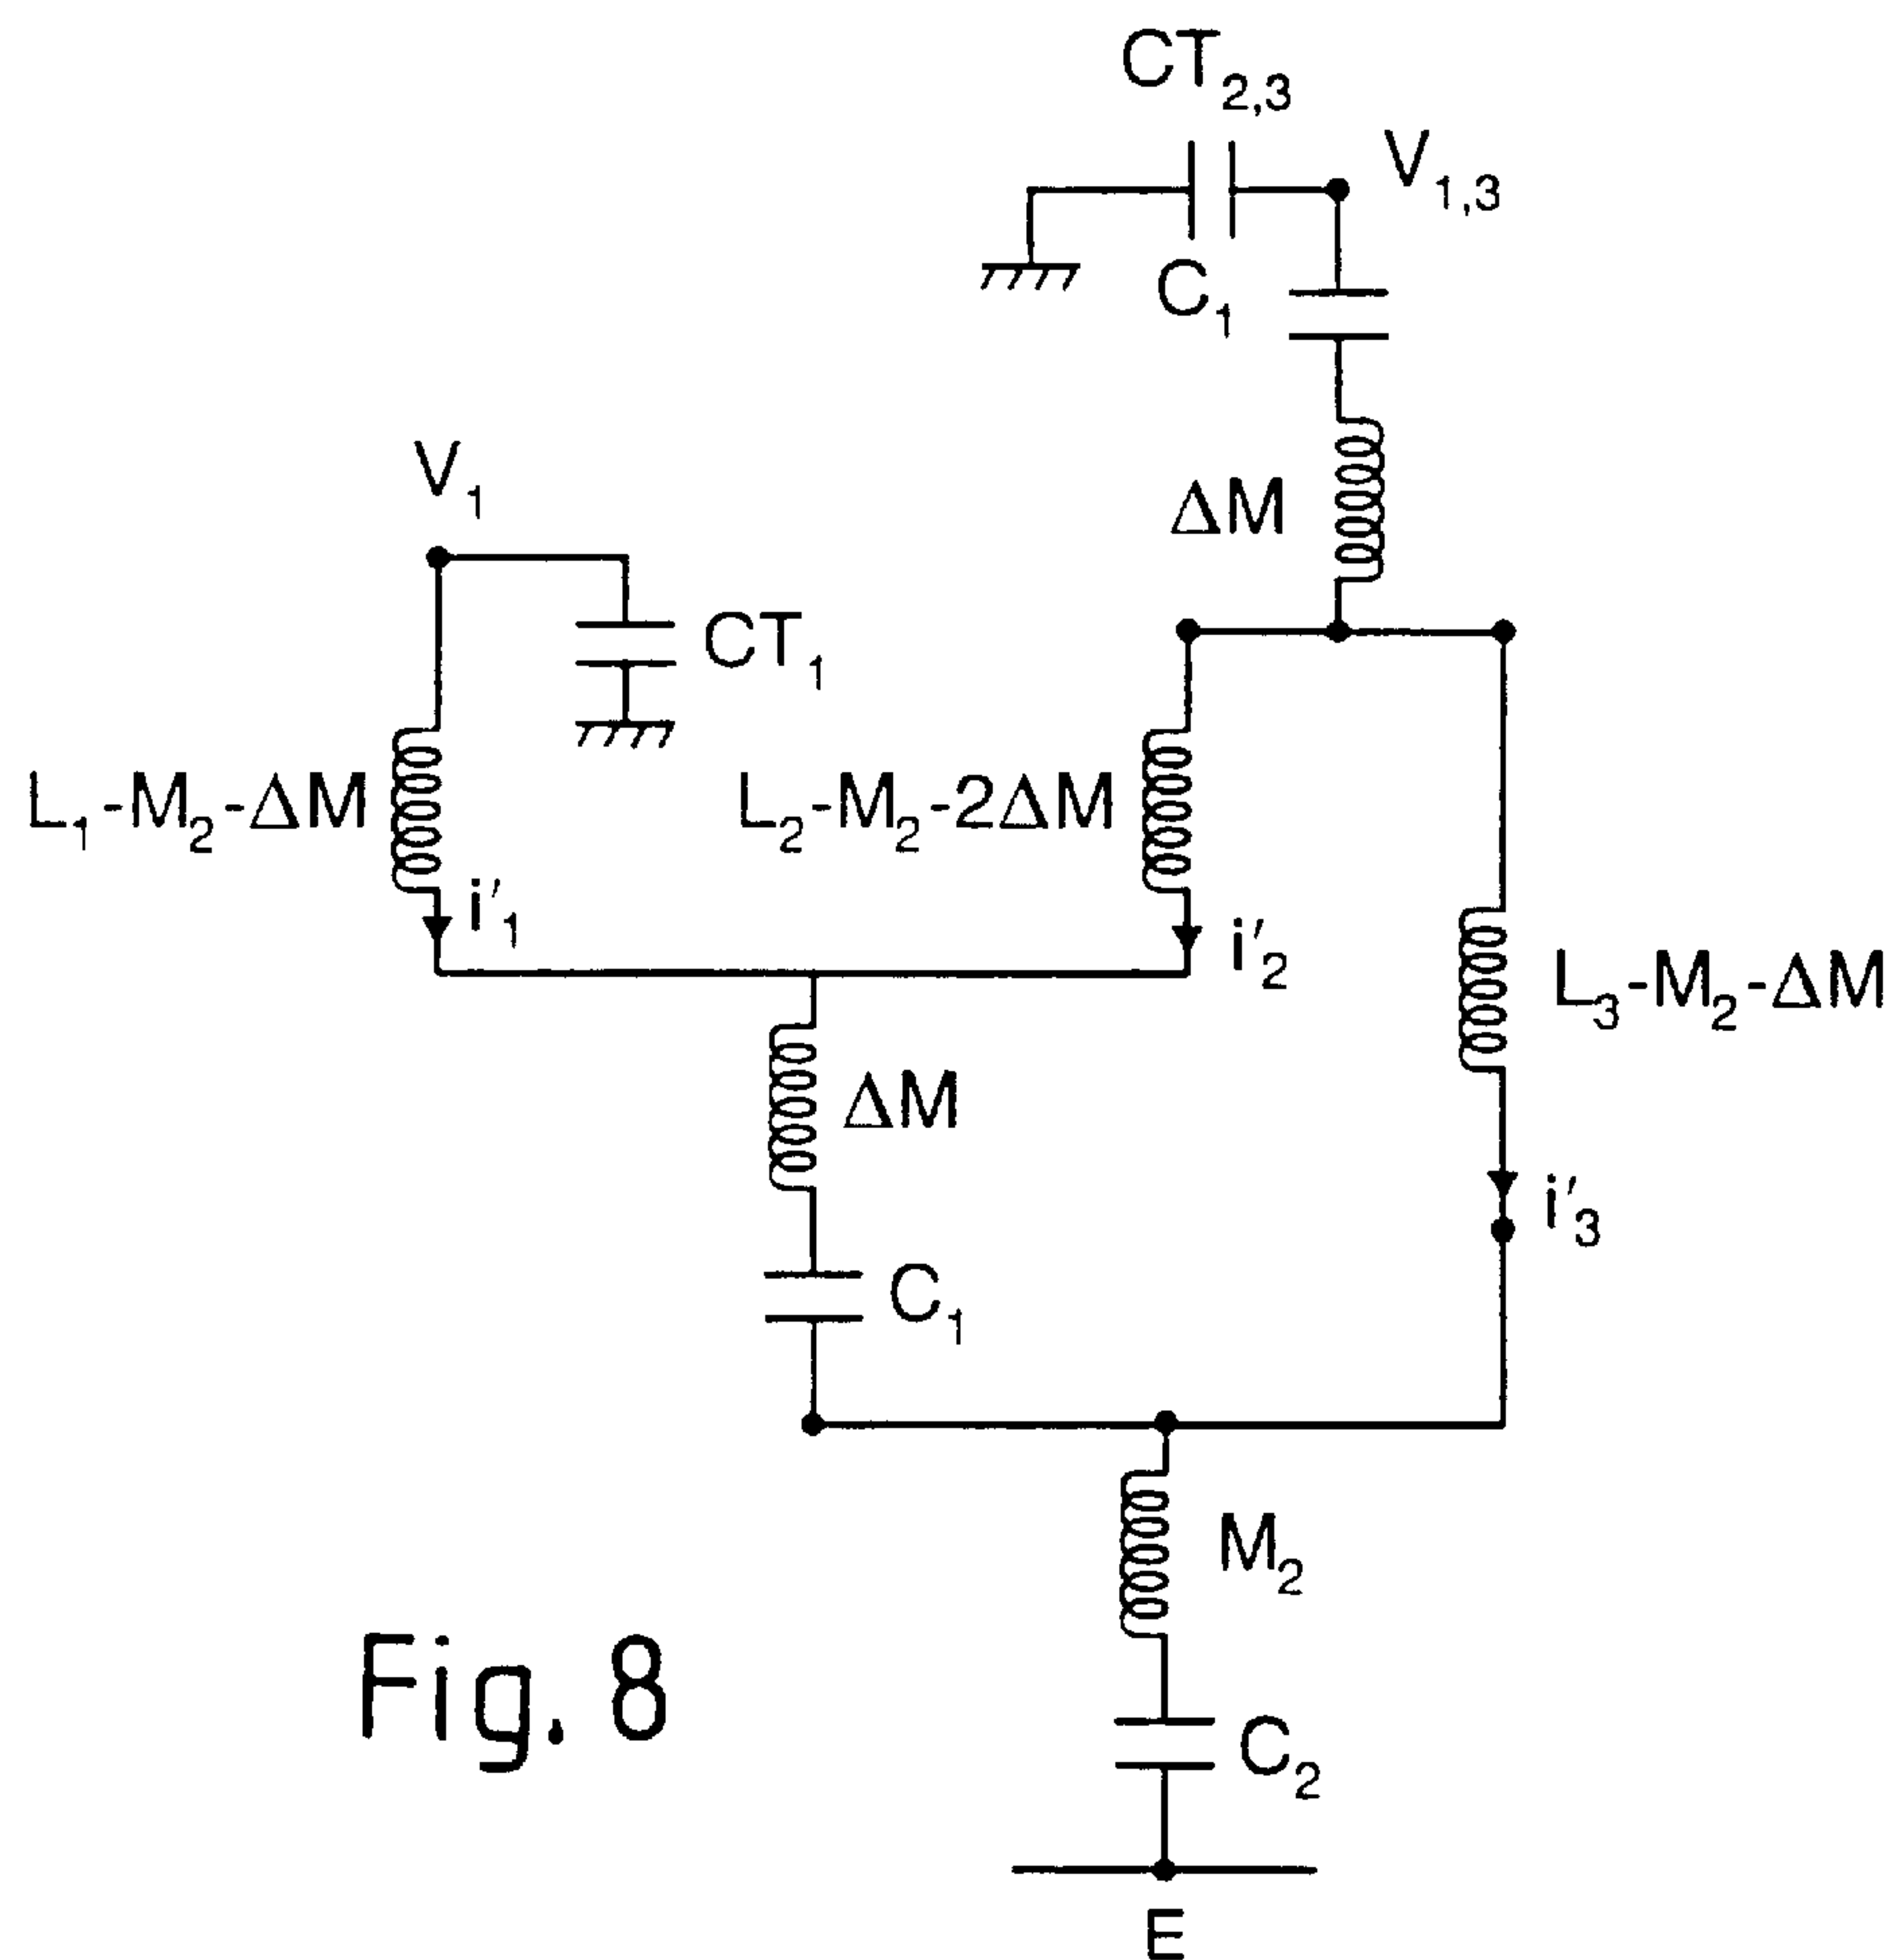 CT2,3
V1,3
C1
ΔM
V1
CT1
L1-M2-ΔM
L2-M2-2ΔM
i'1
i'2
L3-M2-ΔM
ΔM
i'3
C1
M2
C2
E
Fig. 8